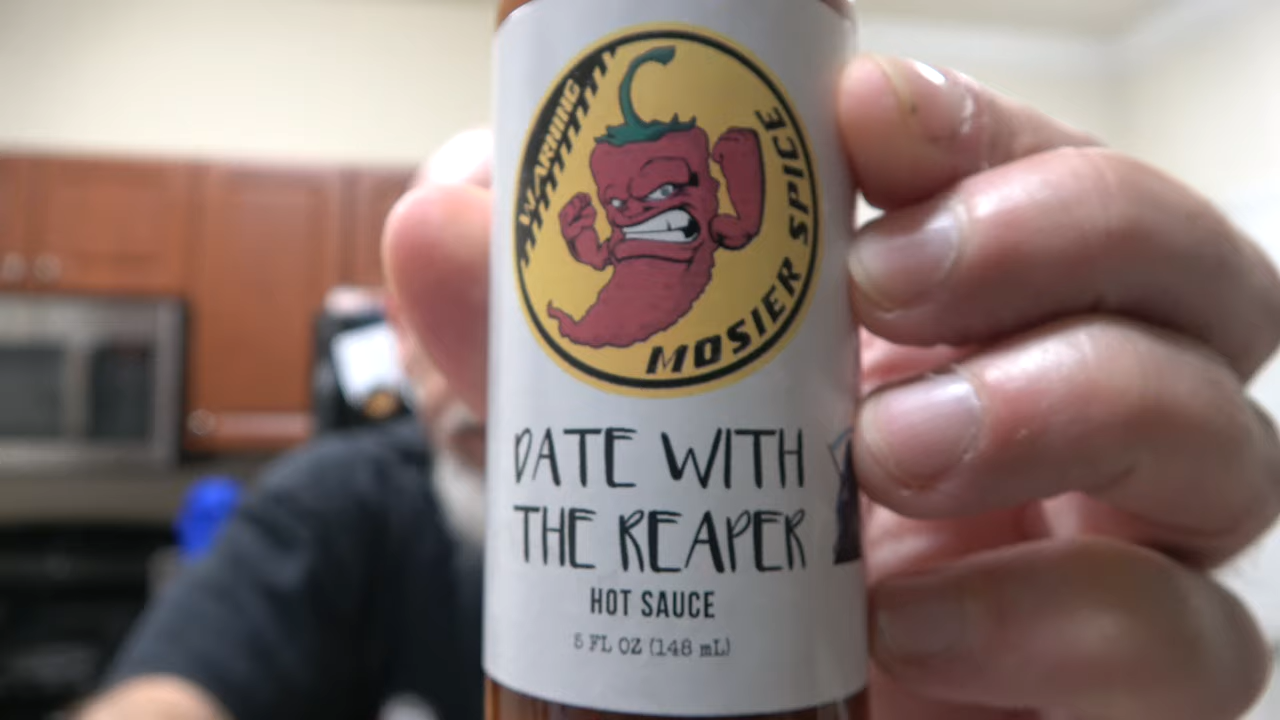 WARNING
MOSIER SPICE
DATE WITH
THE REAPER
HOT SAUCE
5 FL OZ (148 mL)